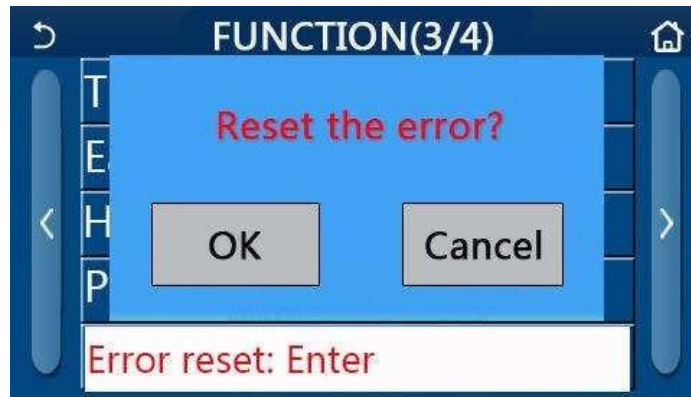 FUNCTION(3/4)
T
Reset the error?
E
H
OK
Cancel
P
Error reset: Enter